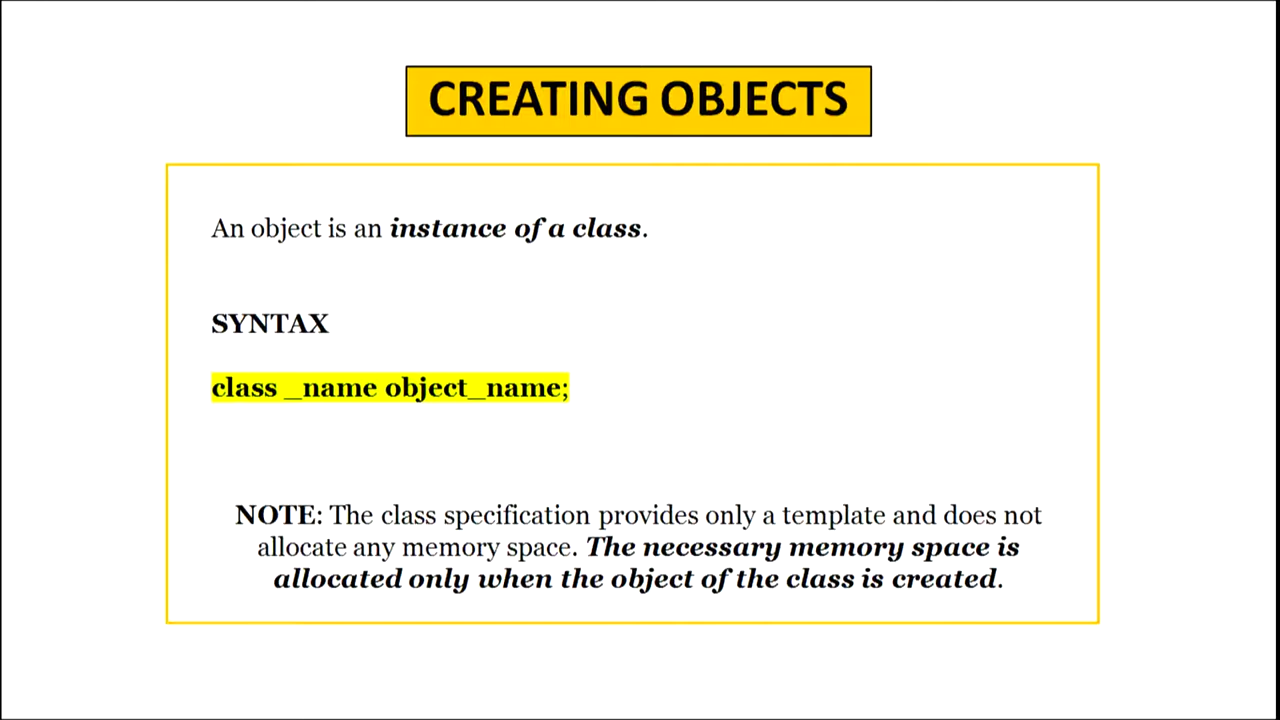 CREATING OBJECTS
An object is an instance of a class.
SYNTAX
class _name object_name;
NOTE: The class specification provides only a template and does not
allocate any memory space. The necessary memory space is
allocated only when the object of the class is created.